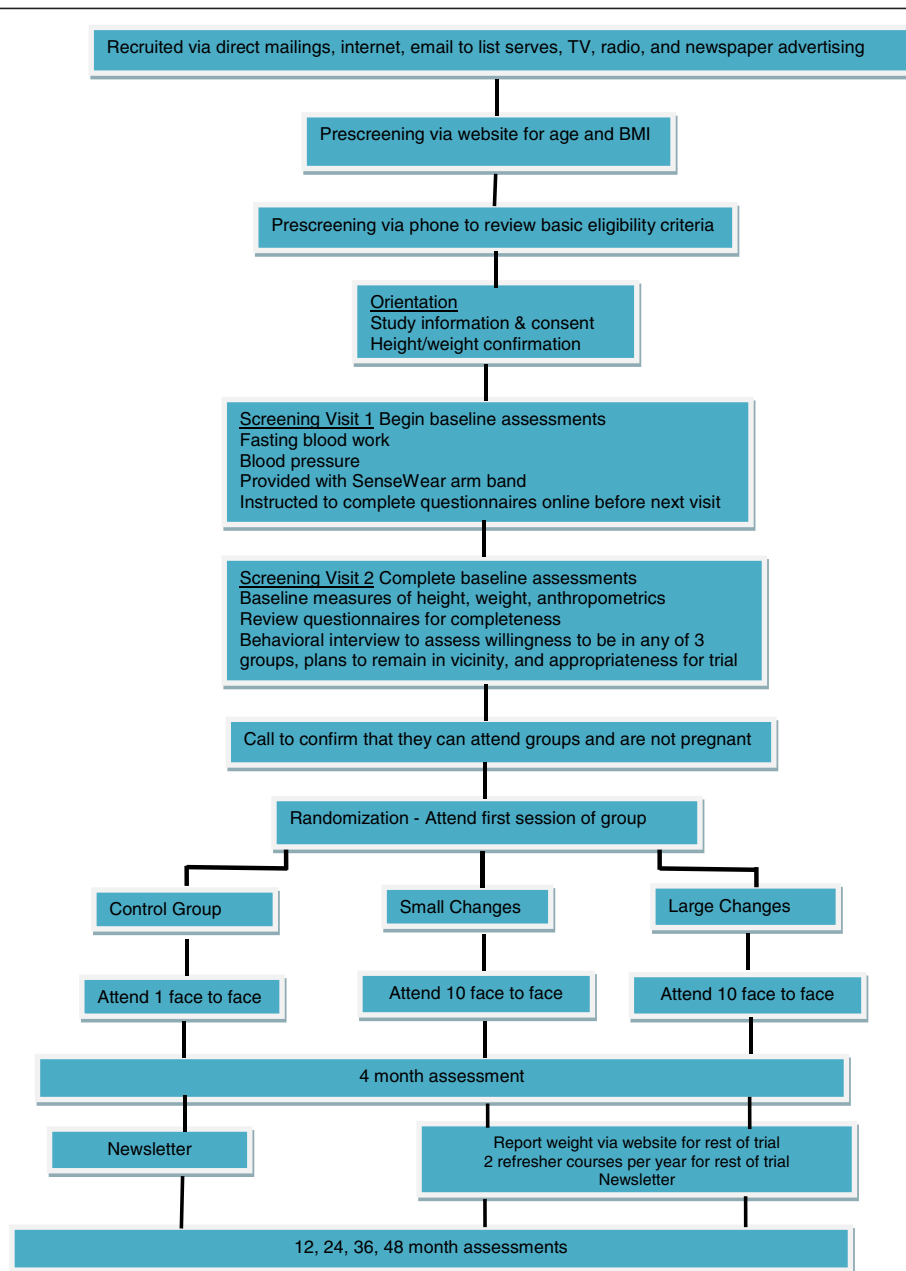 Recruited via direct mailings, internet, email to list serves, TV, radio, and newspaper advertising
Prescreening via website for age and BMI
Prescreening via phone to review basic eligibility criteria
Orientation
Study information & consent
Height/weight confirmation
Screening Visit 1 Begin baseline assessments
Fasting blood work
Blood pressure
Provided with SenseWear arm band
Instructed to complete questionnaires online before next visit
Screening Visit 2 Complete baseline assessments
Baseline measures of height, weight, anthropometrics
Review questionnaires for completeness
Behavioral interview to assess willingness to be in any of 3
groups, plans to remain in vicinity, and appropriateness for trial
Call to confirm that they can attend groups and are not pregnant
Randomization - Attend first session of group
Control Group
Small Changes
Large Changes
Attend 1 face to face
Attend 10 face to face
Attend 10 face to face
4 month assessment
Newsletter
Report weight via website for rest of trial
2 refresher courses per year for rest of trial
Newsletter
12, 24, 36, 48 month assessments